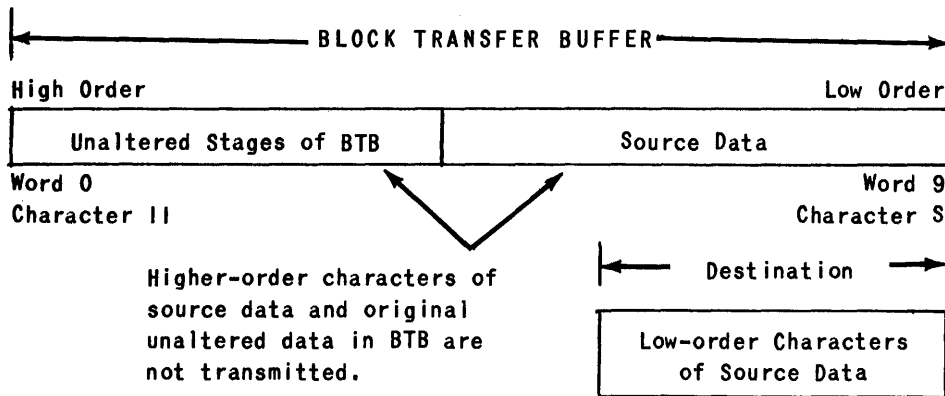 BLOCK TRANSFER BUFFER
High Order Low Order
Unaltered Stages of BTB Source Data
Word 0 Word 9
Character II Character S
Higher-order characters of
source data and original
unaltered data in BTB are
not transmitted.
Destination
Low-order Characters
of Source Data